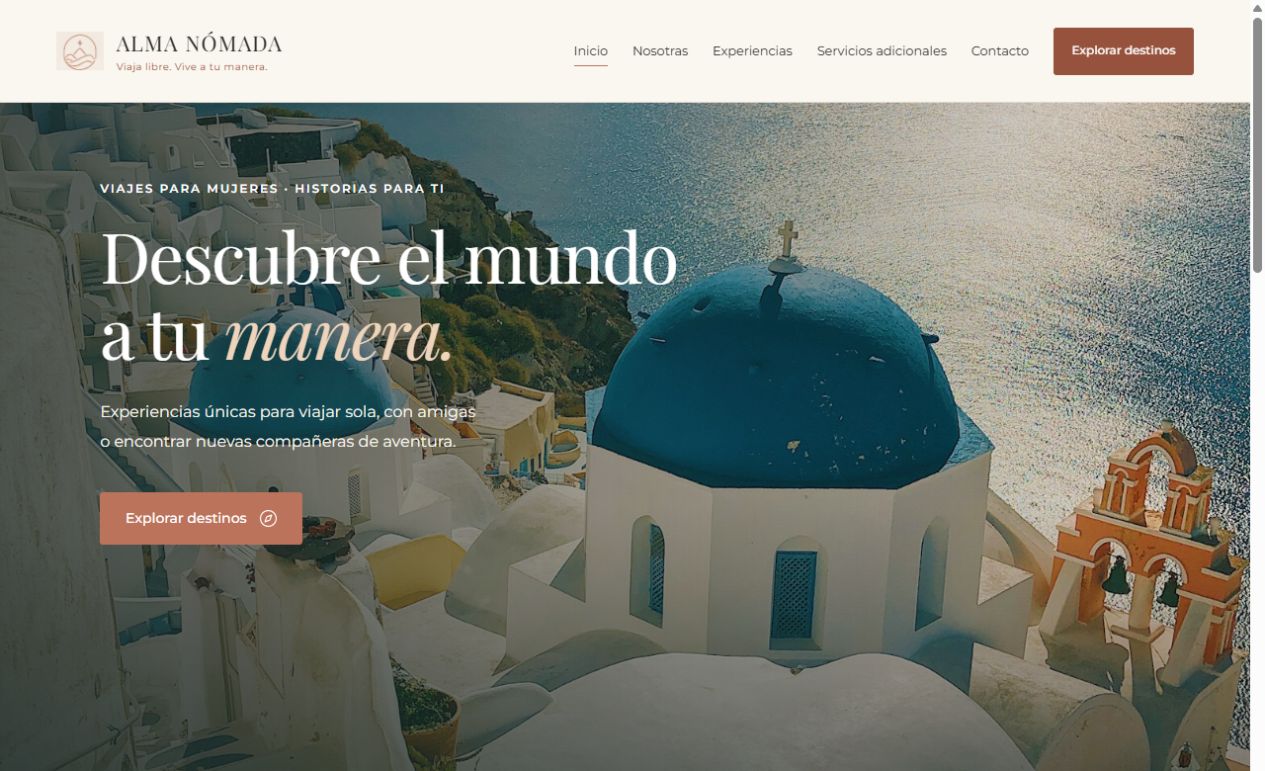 ALMA NÓMADA
Viaja libre. Vive a tu manera.
Inicio
Nosotras
Experiencias
Servicios adicionales
Contacto
Explorar destinos
VIAJES PARA MUJERES · HISTORIAS PARA TI
Descubre el mundo
a tu manera.
Experiencias únicas para viajar sola, con amigas
o encontrar nuevas compañeras de aventura.
Explorar destinos